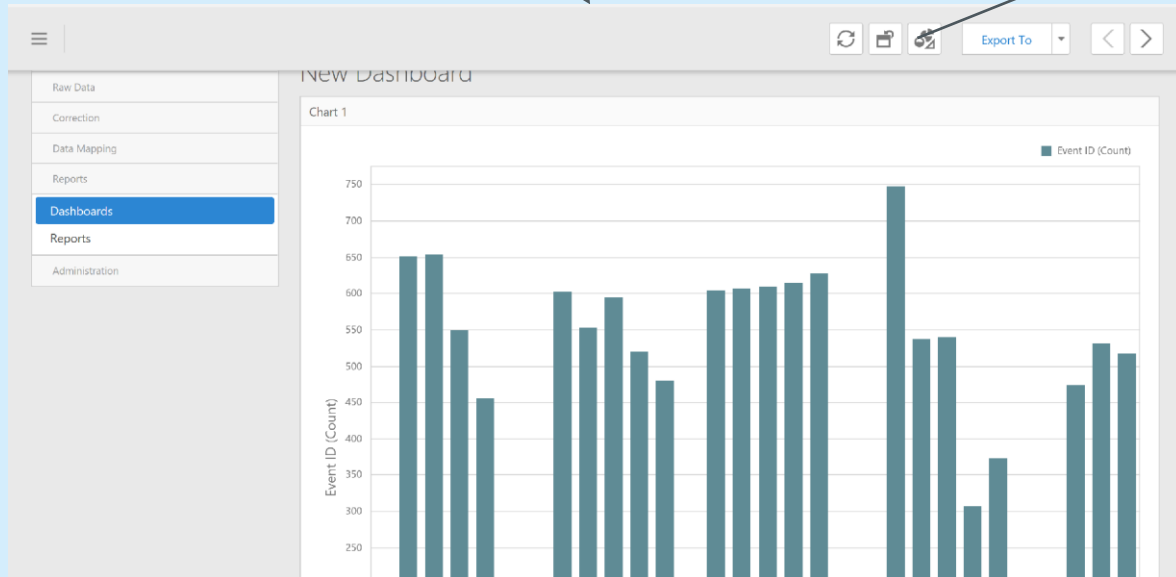 Export To
New Dashboard
Raw Data
Correction
Data Mapping
Reports
Dashboards
Reports
Administration
Chart 1
Event ID (Count)
750
700
650
600
550
500
450
400
350
300
250
Event ID (Count)